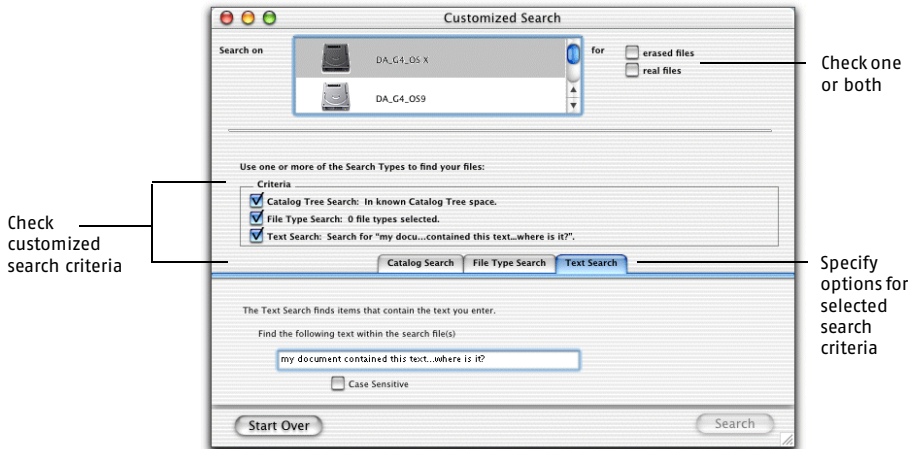 Customized Search
Search on
DA_G4_OS X
DA_G4_OS9
for
erased files
real files
Check one
or both
Use one or more of the Search Types to find your files:
Criteria
Catalog Tree Search: In known Catalog Tree space.
File Type Search: 0 file types selected.
Text Search: Search for “my docu...contained this text...where is it?”.
Check
customized
search criteria
Catalog Search
File Type Search
Text Search
Specify
options for
selected
search
criteria
The Text Search finds items that contain the text you enter.
Find the following text within the search file(s)
my document contained this text...where is it?
Case Sensitive
Start Over
Search